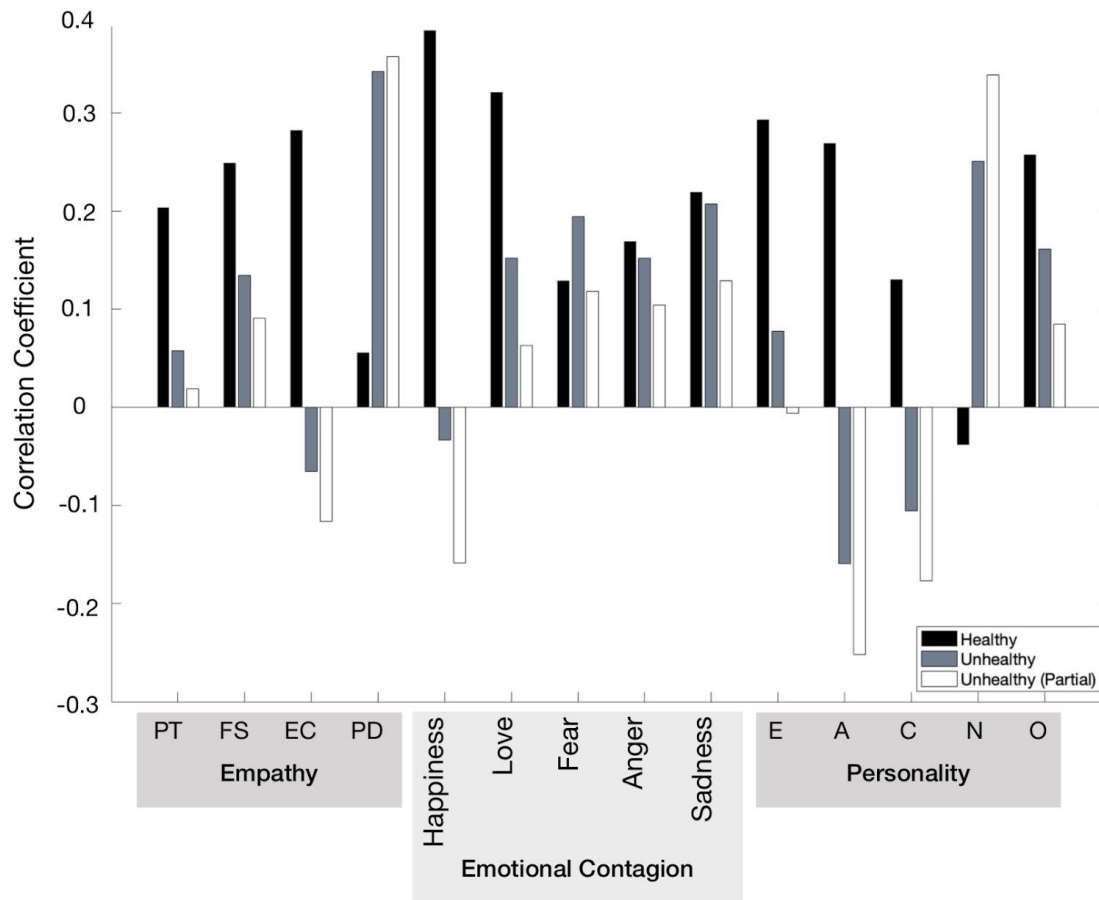 0.4
0.3
0.2
0.1
0
-0.1
-0.2
-0.3
Correlation Coefficient
Healthy
Unhealthy
Unhealthy (Partial)
PT FS EC PD Happiness Love Fear Anger Sadness E A C N O
Empathy Personality
Emotional Contagion